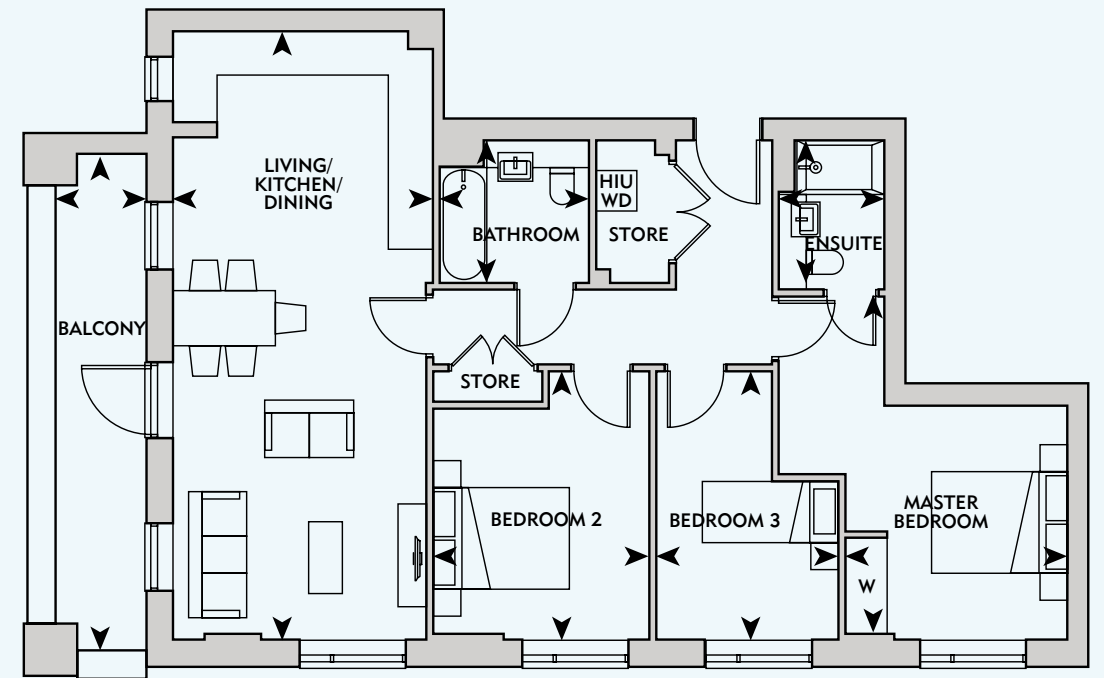 LIVING/
KITCHEN/
DINING
HIU
WD
BATHROOM
STORE
ENSUITE
BALCONY
STORE
BEDROOM 2
BEDROOM 3
MASTER
BEDROOM
W